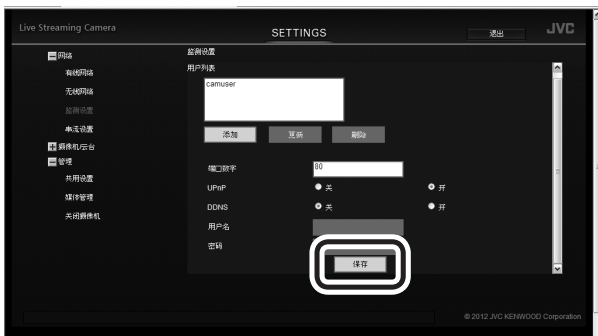 Live Streaming Camera
SETTINGS
退出
JVC
网络
有线网络
无线网络
监测设置
串流设置
摄像机/云台
管理
共用设置
媒体管理
关闭摄像机
监测设置
用户列表
camuser
添加 更新 删除
端口数字 80
UPnP 关 开
DDNS 关 开
用户名
密码
保存
© 2012 JVC KENWOOD Corporation